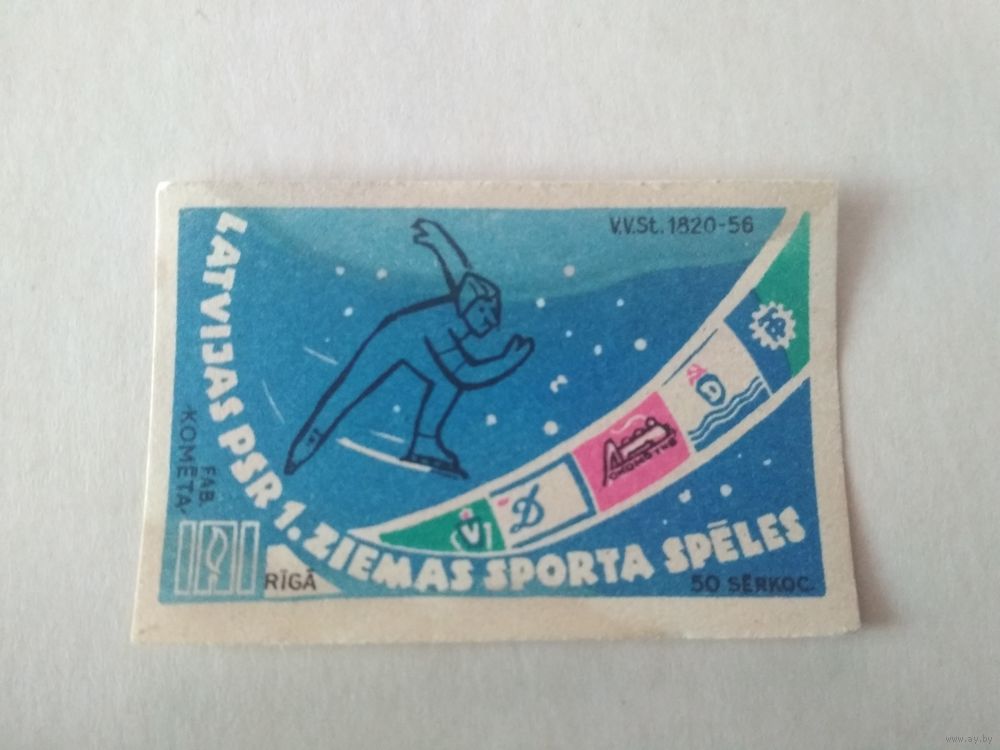 V.V.St. 1820-56
LATVIJAS PSR 1. ZIEMAS SPORTA SPĒLES
FAB.
"KOMĒTA"
RĪGĀ
V
D
D
50 SĒRKOC.
www.ay.by